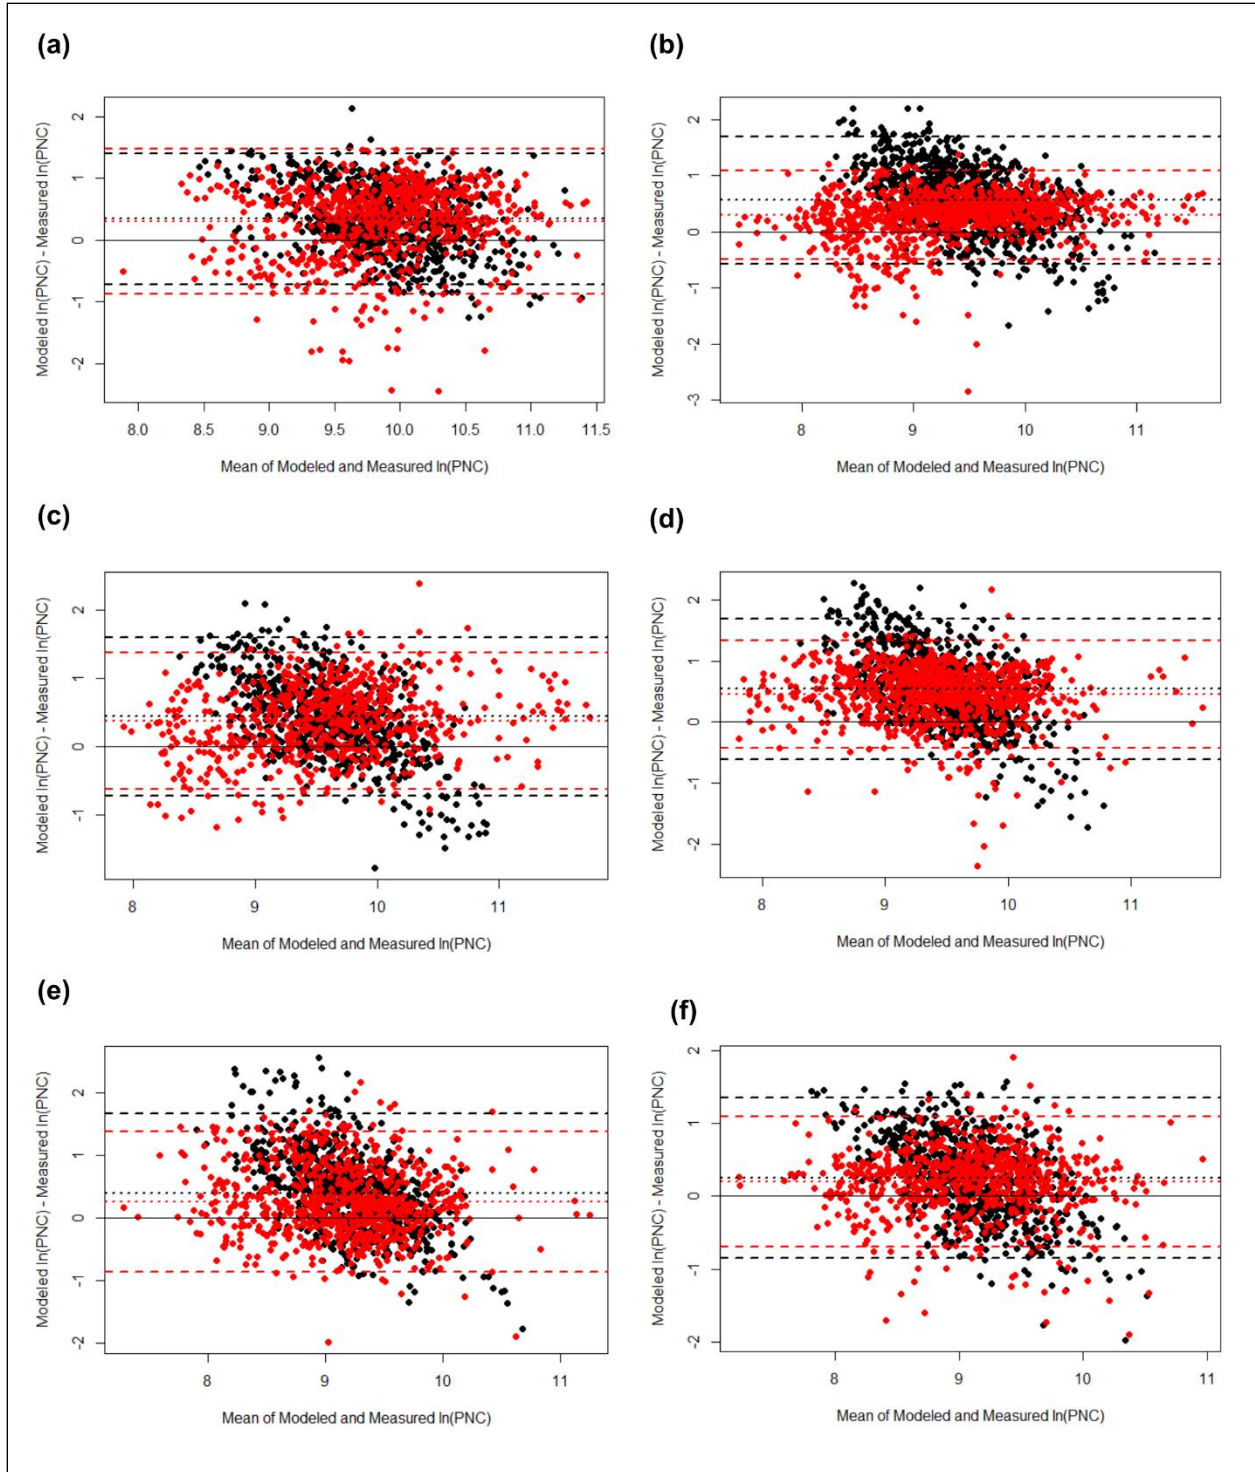 (a)
Modeled ln(PNC) - Measured ln(PNC)
2
1
0
-1
-2
8.0 8.5 9.0 9.5 10.0 10.5 11.0 11.5
Mean of Modeled and Measured ln(PNC)
(b)
Modeled ln(PNC) - Measured ln(PNC)
2
1
0
-1
-2
-3
8 9 10 11
Mean of Modeled and Measured ln(PNC)
(c)
Modeled ln(PNC) - Measured ln(PNC)
2
1
0
-1
8 9 10 11
Mean of Modeled and Measured ln(PNC)
(d)
Modeled ln(PNC) - Measured ln(PNC)
2
1
0
-1
-2
8 9 10 11
Mean of Modeled and Measured ln(PNC)
(e)
Modeled ln(PNC) - Measured ln(PNC)
2
1
0
-1
-2
8 9 10 11
Mean of Modeled and Measured ln(PNC)
(f)
Modeled ln(PNC) - Measured ln(PNC)
2
1
0
-1
-2
8 9 10 11
Mean of Modeled and Measured ln(PNC)